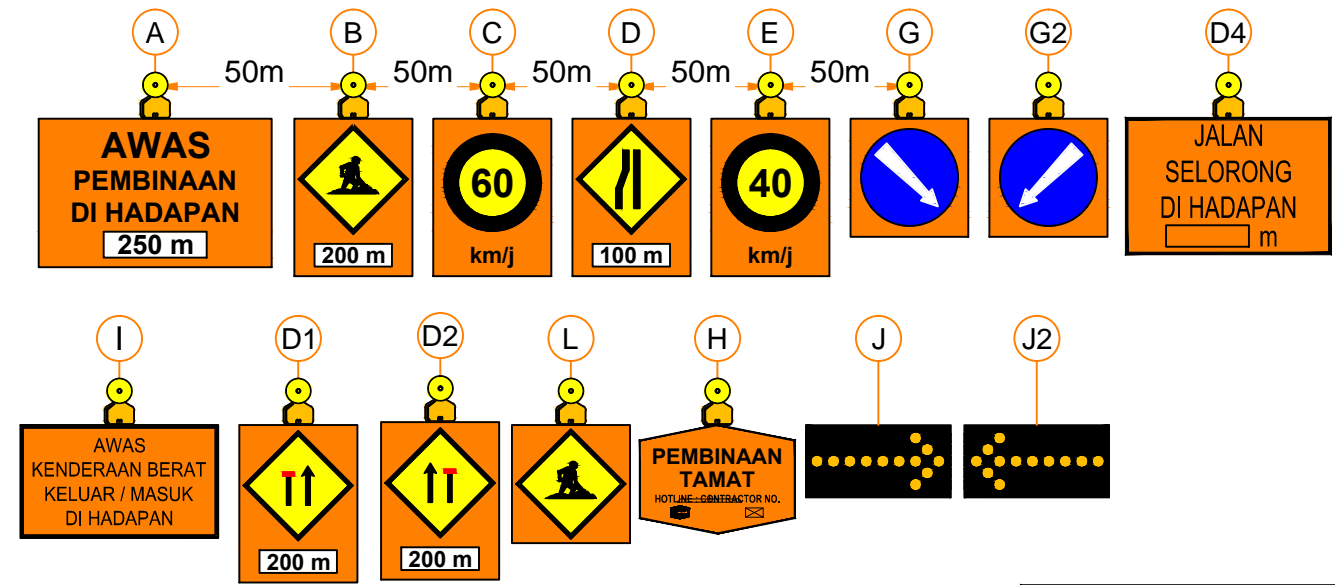 A B C D E G G2 D4
50m 50m 50m 50m 50m
AWAS
PEMBINAAN
DI HADAPAN
250 m
200 m
60
km/j
100 m
40
km/j
JALAN
SELORONG
DI HADAPAN
m
I D1 D2 L H J J2
AWAS
KENDERAAN BERAT
KELUAR / MASUK
DI HADAPAN
200 m
200 m
PEMBINAAN
TAMAT
HOTLINE : CONTRACTOR NO.